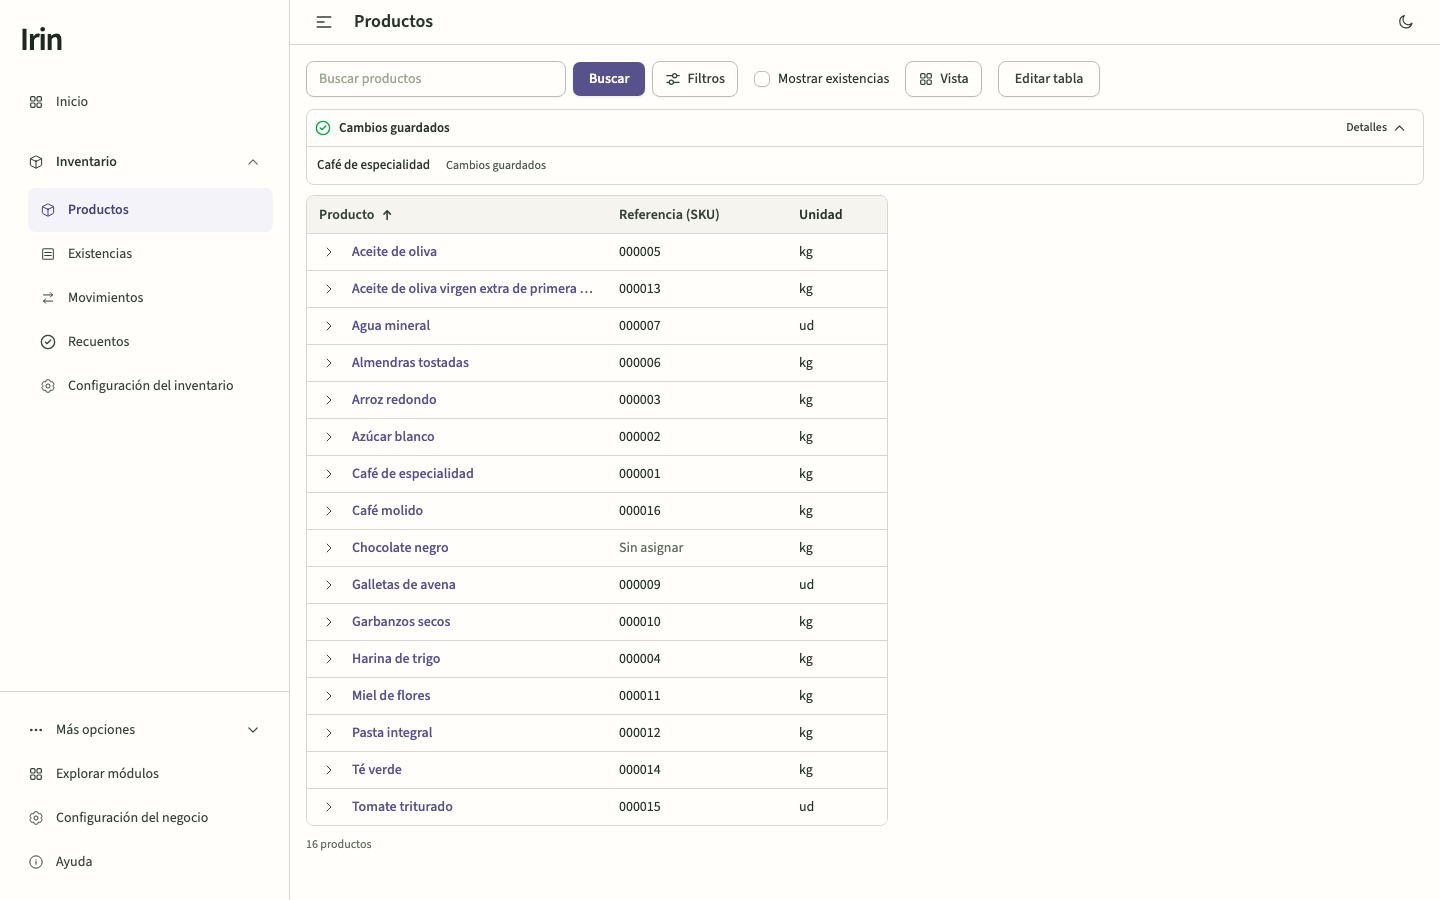 Irin
Inicio
Inventario
Productos
Existencias
Movimientos
Recuentos
Configuración del inventario
Más opciones
Explorar módulos
Configuración del negocio
Ayuda
Productos
Buscar productos Buscar Filtros Mostrar existencias Vista Editar tabla
Cambios guardados Detalles
Café de especialidad Cambios guardados
Producto Referencia (SKU) Unidad
Aceite de oliva 000005 kg
Aceite de oliva virgen extra de primera … 000013 kg
Agua mineral 000007 ud
Almendras tostadas 000006 kg
Arroz redondo 000003 kg
Azúcar blanco 000002 kg
Café de especialidad 000001 kg
Café molido 000016 kg
Chocolate negro Sin asignar kg
Galletas de avena 000009 ud
Garbanzos secos 000010 kg
Harina de trigo 000004 kg
Miel de flores 000011 kg
Pasta integral 000012 kg
Té verde 000014 kg
Tomate triturado 000015 ud
16 productos